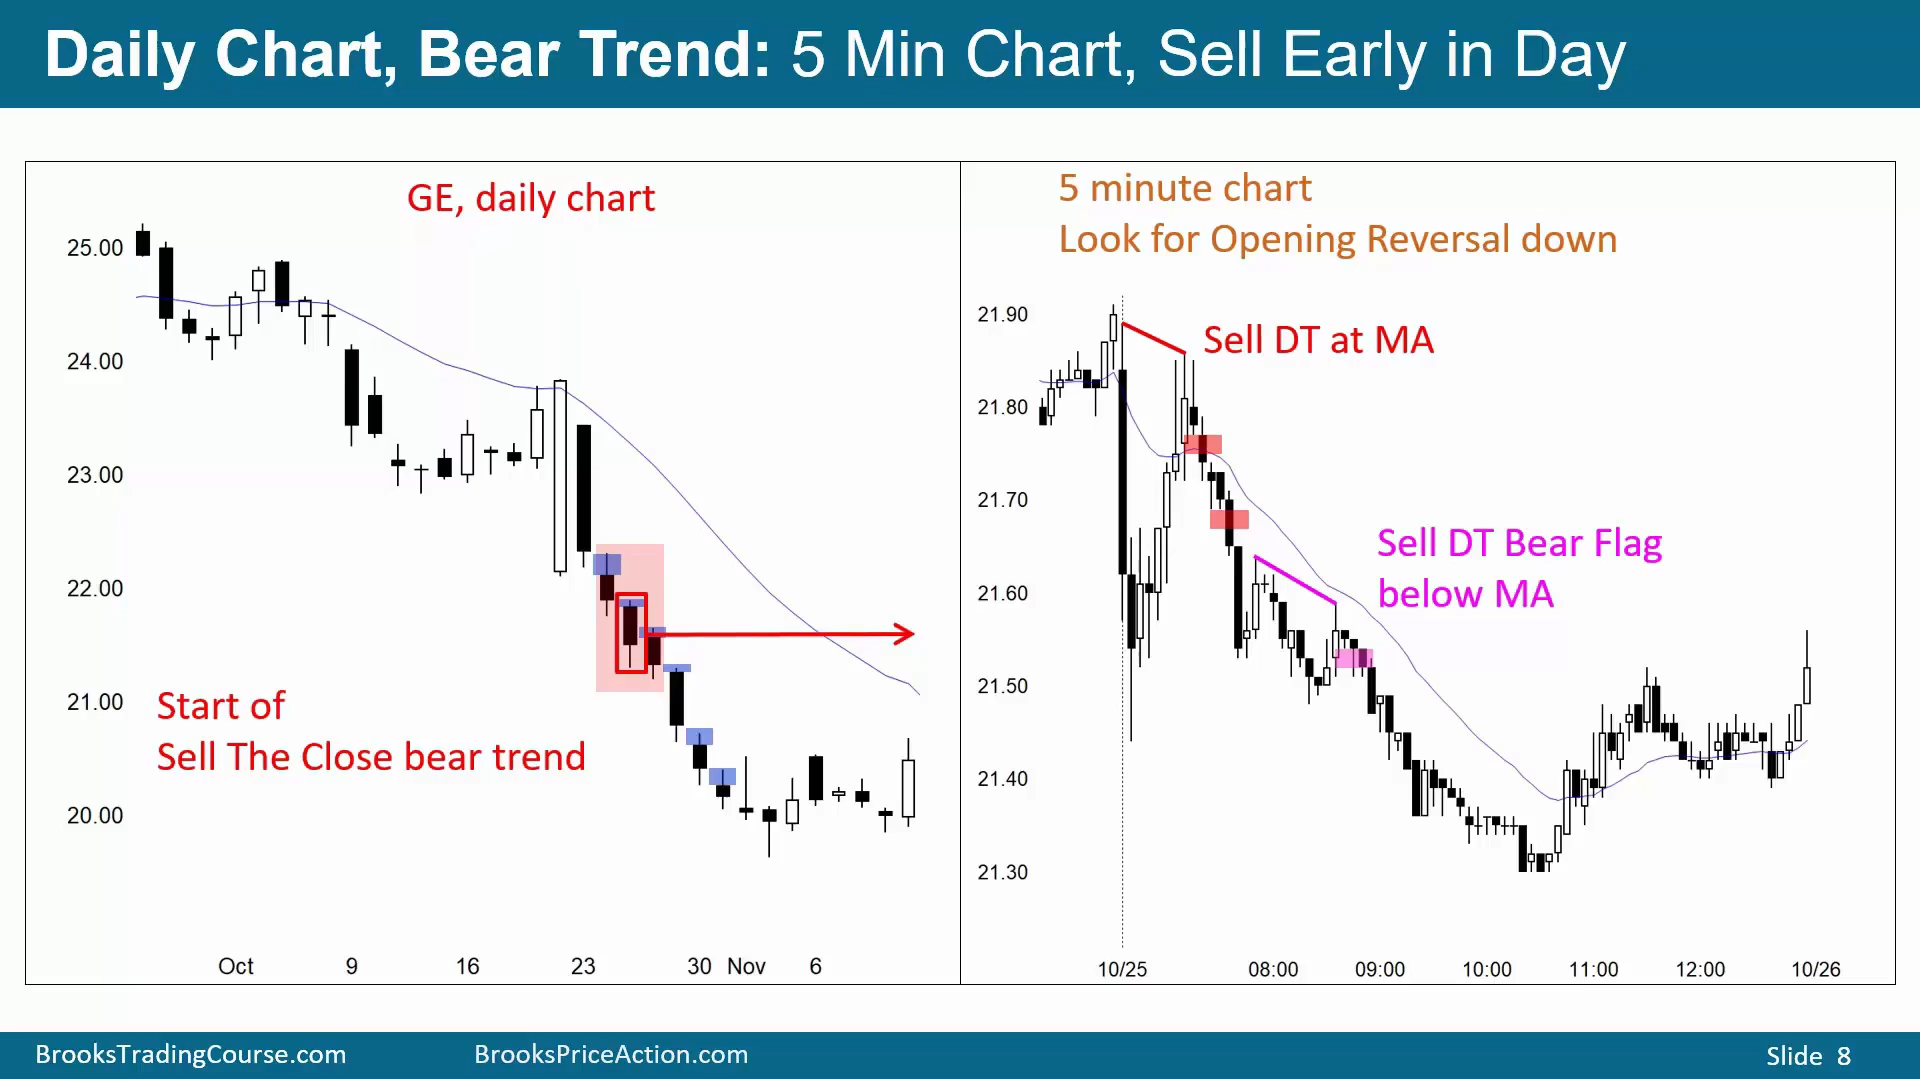 Daily Chart, Bear Trend: 5 Min Chart, Sell Early in Day
GE, daily chart
25.00
24.00
23.00
22.00
21.00
20.00
Start of
Sell The Close bear trend
Oct 9 16 23 30 Nov 6
5 minute chart
Look for Opening Reversal down
21.90
21.80
21.70
21.60
21.50
21.40
21.30
Sell DT at MA
Sell DT Bear Flag
below MA
10/25 08:00 09:00 10:00 11:00 12:00 10/26
BrooksTradingCourse.com BrooksPriceAction.com Slide 8